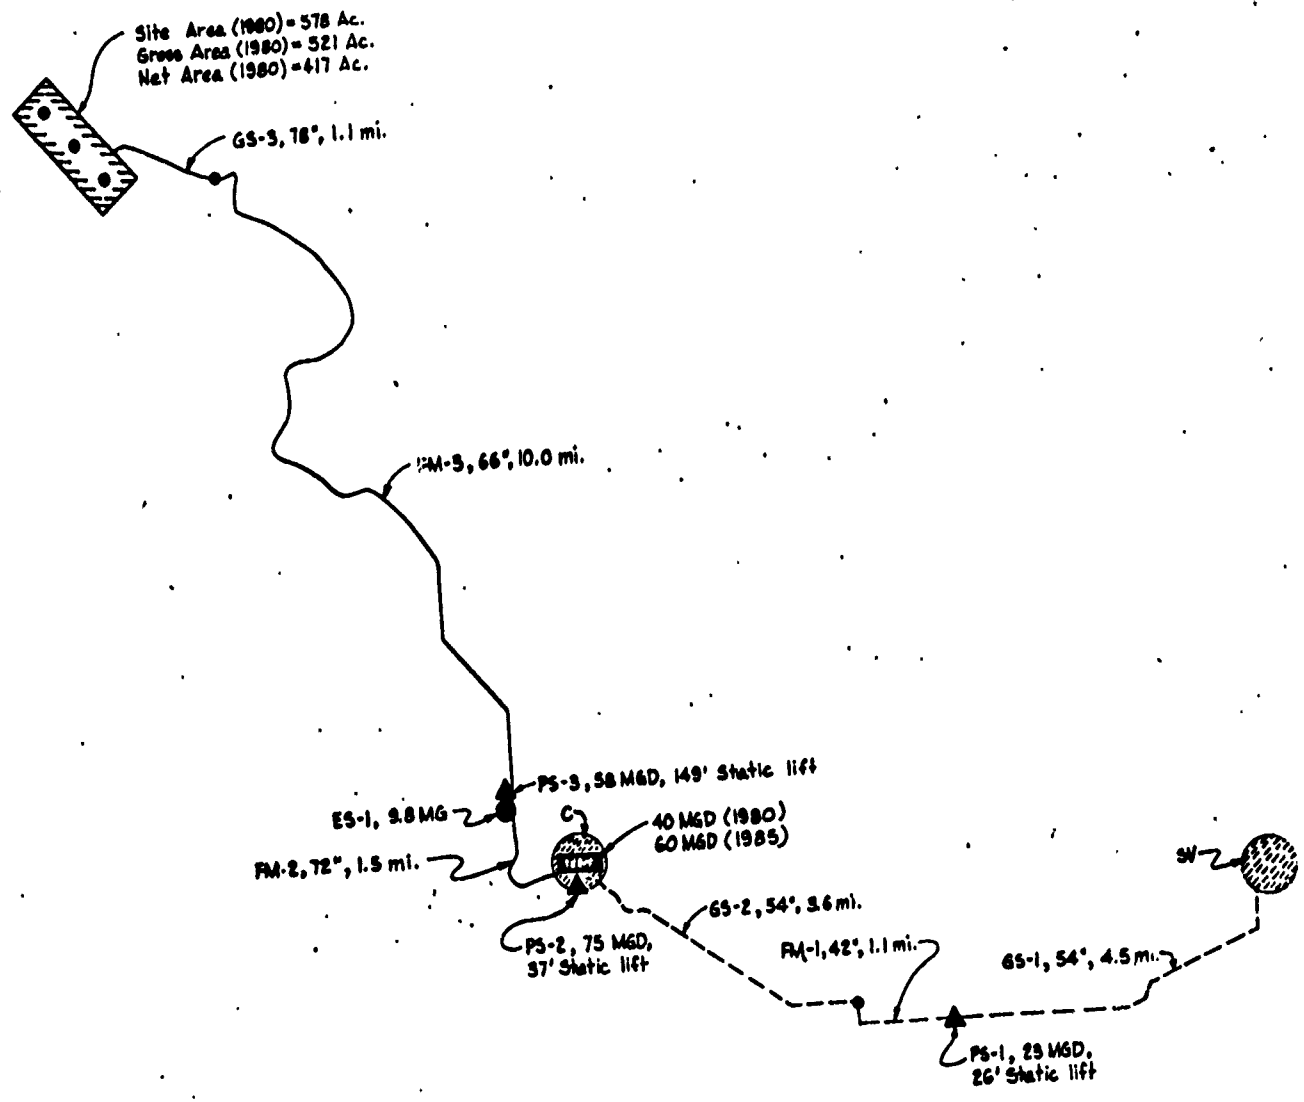 Site Area (1980) = 578 Ac.
Gross Area (1980) = 521 Ac.
Net Area (1980) = 417 Ac.
GS-3, 78", 1.1 mi.
FM-3, 66", 10.0 mi.
PS-3, 58 MGD, 149' Static lift
ES-1, 9.8 MG
C
40 MGD (1980)
60 MGD (1985)
FM-2, 72", 1.5 mi.
SV
GS-2, 54", 3.6 mi.
PS-2, 75 MGD,
37' Static lift
FM-1, 42", 1.1 mi.
GS-1, 54", 4.5 mi.
PS-1, 23 MGD,
26' Static lift